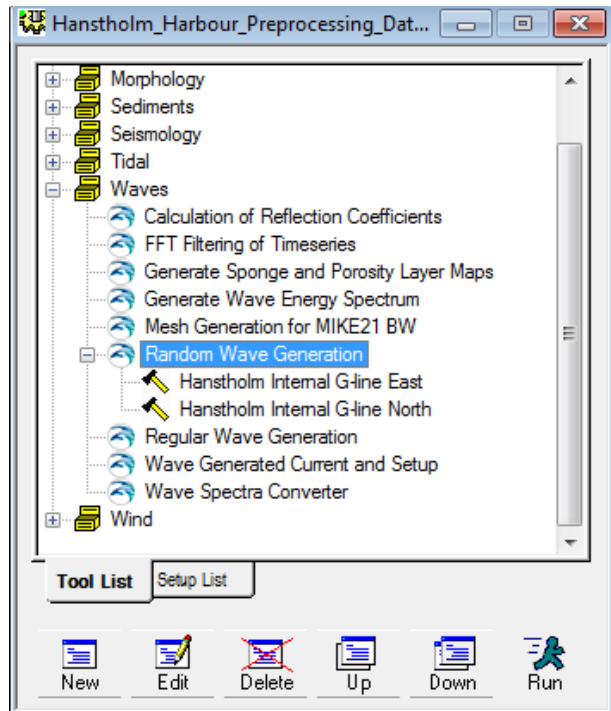 Hanstholm_Harbour_Preprocessing_Dat...
Morphology
Sediments
Seismology
Tidal
Waves
Calculation of Reflection Coefficients
FFT Filtering of Timeseries
Generate Sponge and Porosity Layer Maps
Generate Wave Energy Spectrum
Mesh Generation for MIKE21 BW
Random Wave Generation
Hanstholm Internal G-line East
Hanstholm Internal G-line North
Regular Wave Generation
Wave Generated Current and Setup
Wave Spectra Converter
Wind
Tool List Setup List
New Edit Delete Up Down Run